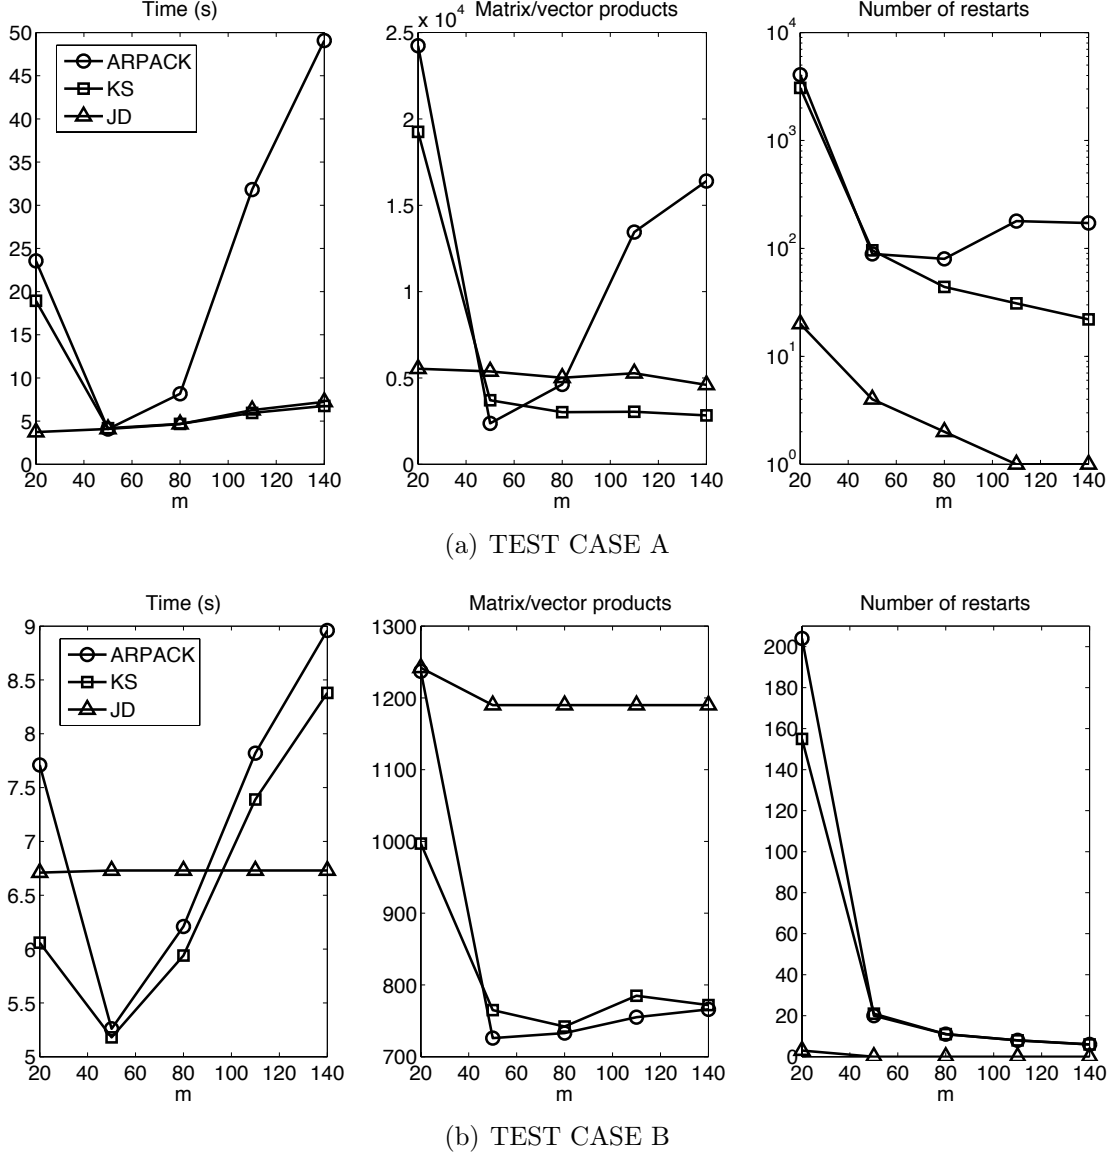 Time (s)
50
45
40
35
30
25
20
15
10
5
0
ARPACK
KS
JD
20 40 60 80 100 120 140
m
Matrix/vector products
x 10^4
2.5
2
1.5
1
0.5
0
20 40 60 80 100 120 140
m
Number of restarts
10^4
10^3
10^2
10^1
10^0
20 40 60 80 100 120 140
m
(a) TEST CASE A
Time (s)
9
8.5
8
7.5
7
6.5
6
5.5
5
ARPACK
KS
JD
20 40 60 80 100 120 140
m
Matrix/vector products
1300
1200
1100
1000
900
800
700
20 40 60 80 100 120 140
m
Number of restarts
200
180
160
140
120
100
80
60
40
20
0
20 40 60 80 100 120 140
m
(b) TEST CASE B